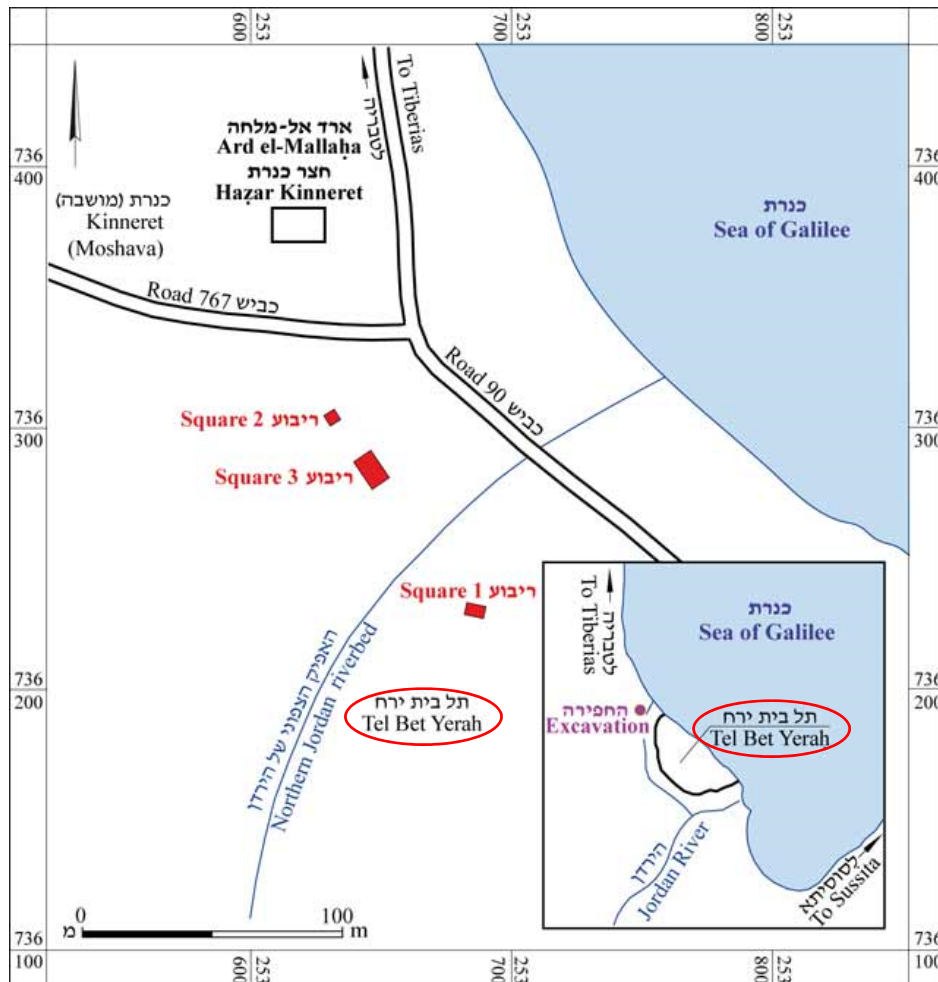 600 253
700 253
800 253
To Tiberias
לטבריה
ארד אל-מלחה
Ard el-Mallaḥa
חצר כנרת
Ḥaẓar Kinneret
736
400
736
400
כנרת (מושבה)
Kinneret
(Moshava)
כנרת
Sea of Galilee
Road 767 כביש
Road 90 כביש
736
300
736
300
Square 2 ריבוע
Square 3 ריבוע
Square 1 ריבוע
האפיק הצפוני של הירדן
Northern Jordan riverbed
תל בית ירח
Tel Bet Yerah
736
200
736
200
To Tiberias
לטבריה
כנרת
Sea of Galilee
החפירה
Excavation
תל בית ירח
Tel Bet Yerah
הירדן
Jordan River
לסוסיתא
To Sussita
0 100
מ m
736
100
736
100
600 253
700 253
800 253